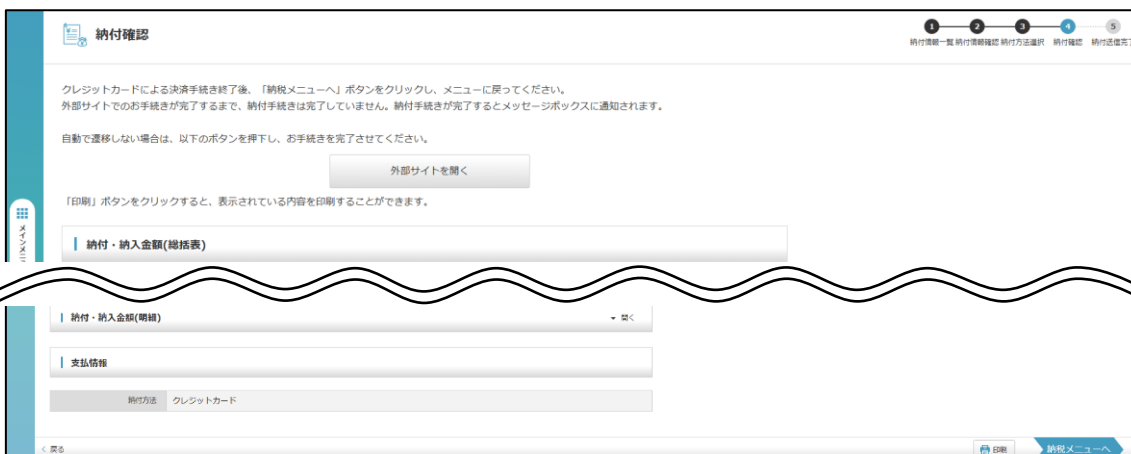 納付確認
1 2 3 4 5
納付情報一覧 納付情報確認 納付方法選択 納付確認 納付送信完了
クレジットカードによる決済手続き終了後、「納税メニューへ」ボタンをクリックし、メニューに戻ってください。
外部サイトでのお手続きが完了するまで、納付手続きは完了していません。納付手続きが完了するとメッセージボックスに通知されます。
自動で遷移しない場合は、以下のボタンを押下し、お手続きを完了させてください。
外部サイトを開く
「印刷」ボタンをクリックすると、表示されている内容を印刷することができます。
メインメニ
納付・納入金額(総括表)
納付・納入金額(明細)
開く
支払情報
納付方法 クレジットカード
戻る
印刷
納税メニューへ